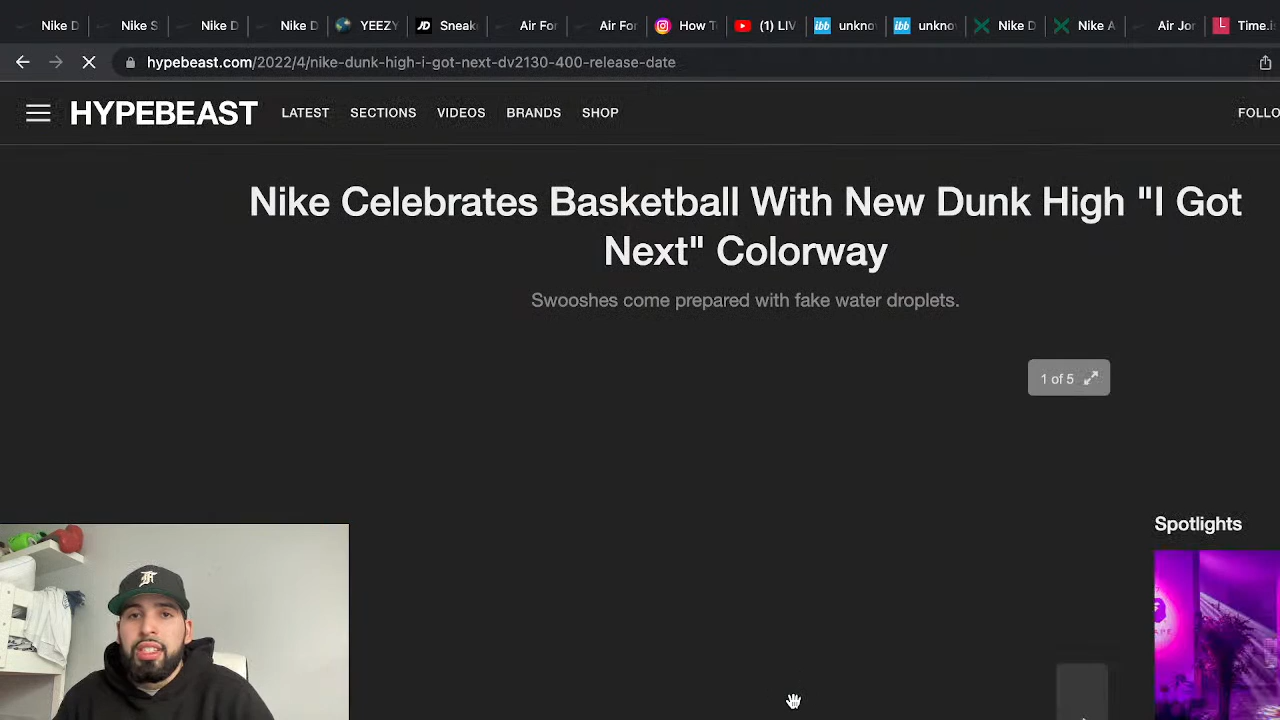 Nike D
Nike S
Nike D
Nike D
YEEZY
JD
Sneak
Air For
Air For
How T
(1) LIV
ibb
unkno
ibb
unkno
Nike D
Nike A
Air Jor
L
Time.i
hypebeast.com/2022/4/nike-dunk-high-i-got-next-dv2130-400-release-date
HYPEBEAST
LATEST
SECTIONS
VIDEOS
BRANDS
SHOP
FOLLO
Nike Celebrates Basketball With New Dunk High "I Got
Next" Colorway
Swooshes come prepared with fake water droplets.
1 of 5
Spotlights